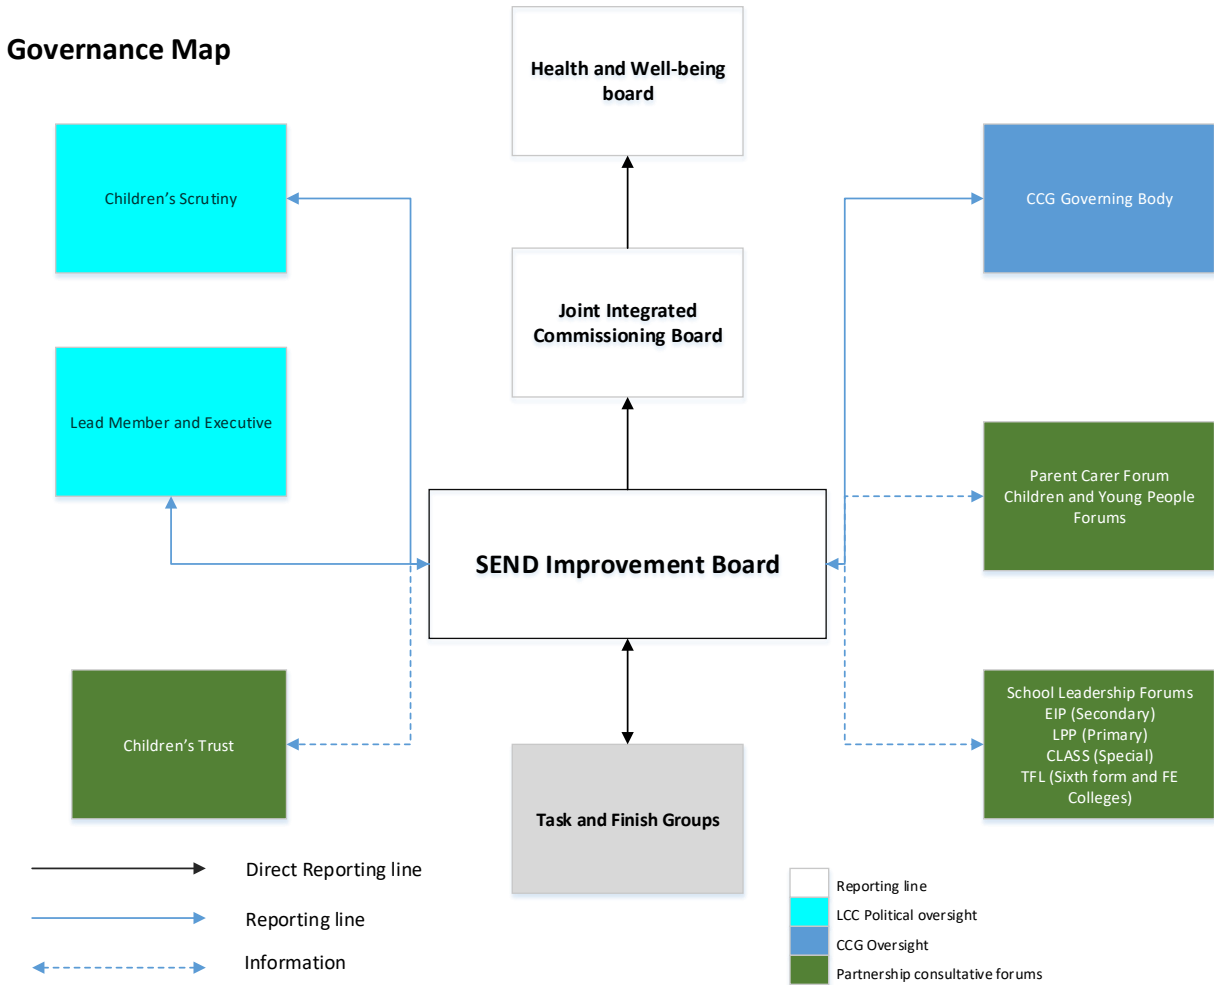 Governance Map
Health and Well-being
board
Children's Scrutiny
CCG Governing Body
Joint Integrated
Commissioning Board
Lead Member and Executive
Parent Carer Forum
Children and Young People
Forums
SEND Improvement Board
Children's Trust
School Leadership Forums
EIP (Secondary)
LPP (Primary)
CLASS (Special)
TFL (Sixth form and FE
Colleges)
Task and Finish Groups
Direct Reporting line
Reporting line
Information
Reporting line
LCC Political oversight
CCG Oversight
Partnership consultative forums